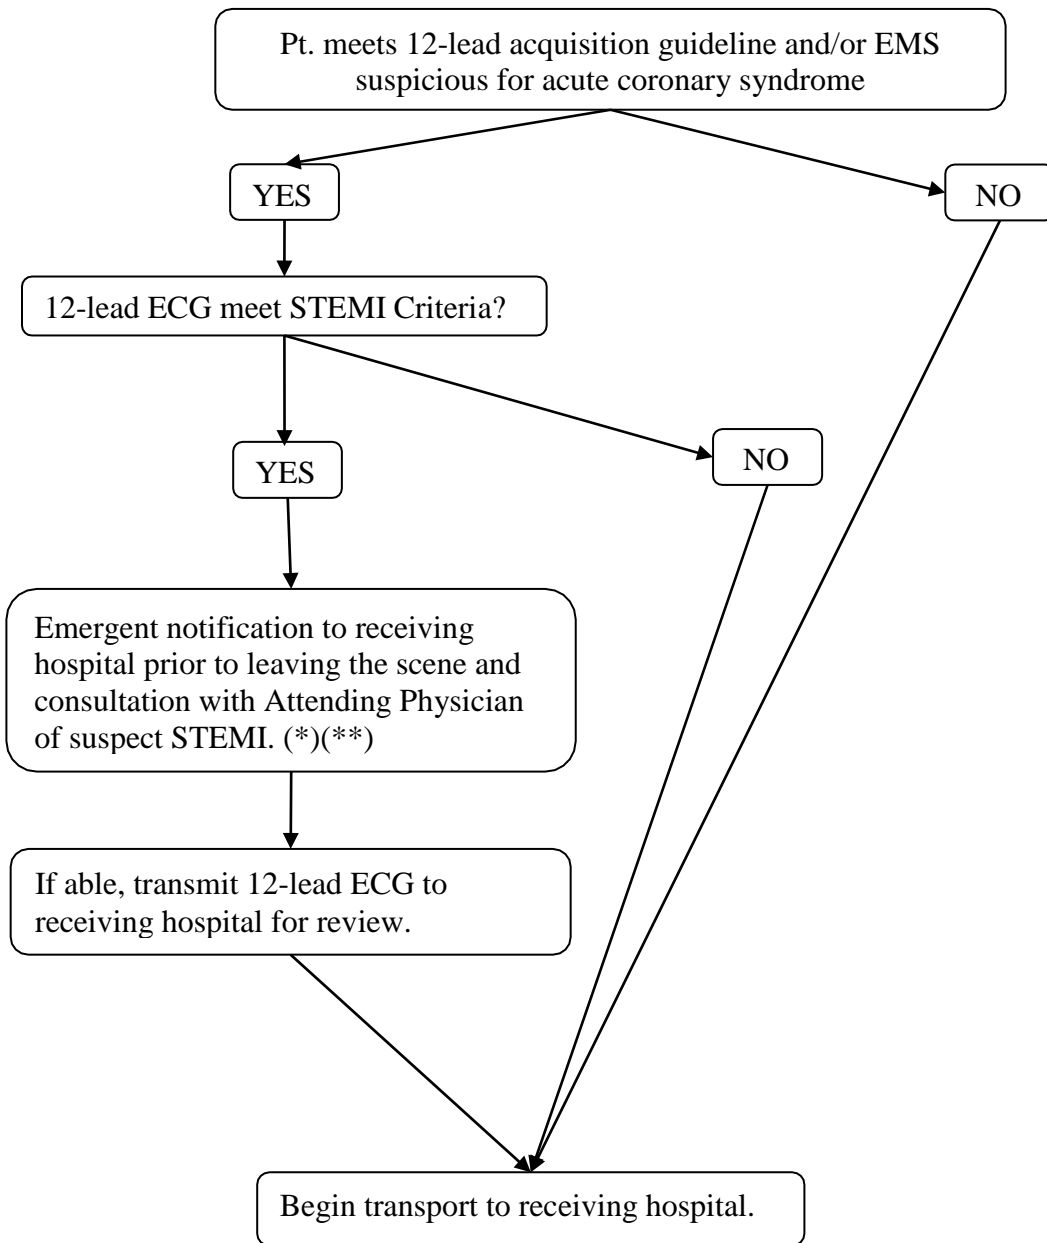 Pt. meets 12-lead acquisition guideline and/or EMS
suspicious for acute coronary syndrome
YES
NO
12-lead ECG meet STEMI Criteria?
YES
NO
Emergent notification to receiving
hospital prior to leaving the scene and
consultation with Attending Physician
of suspect STEMI. (*)(**)
If able, transmit 12-lead ECG to
receiving hospital for review.
Begin transport to receiving hospital.